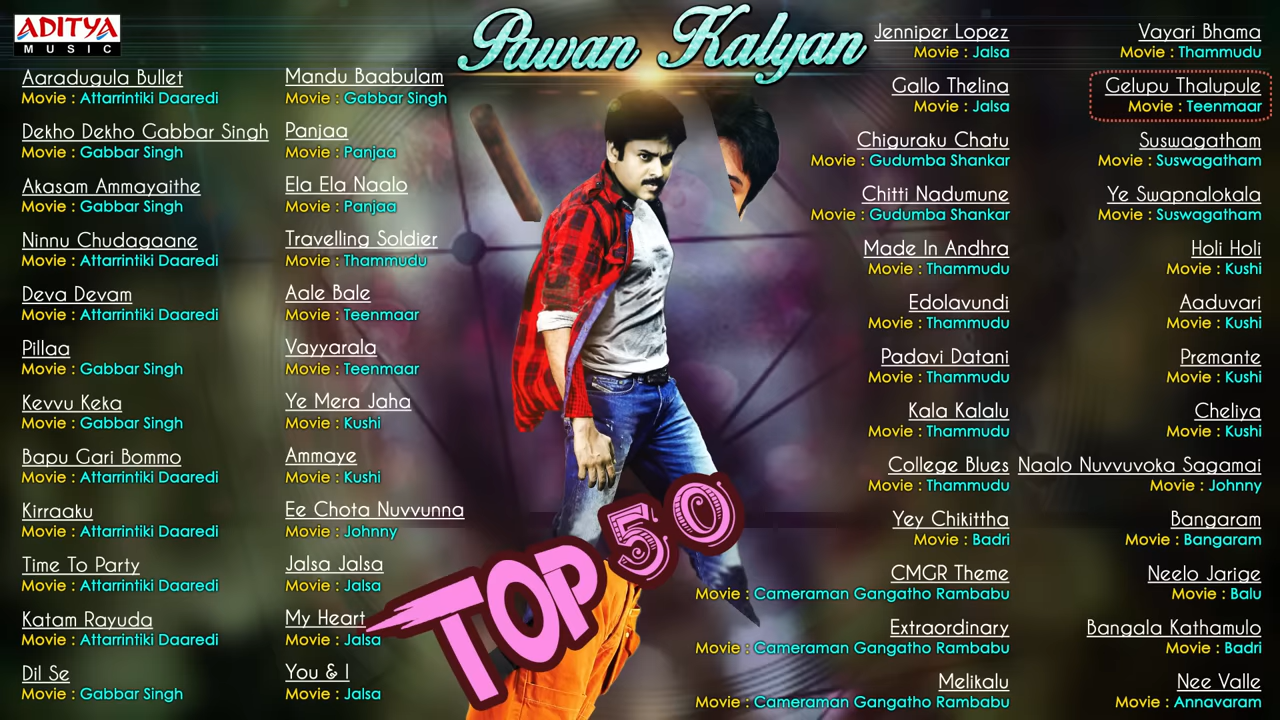 ADITYA
MUSIC
Pawan Kalyan
Aaradugula Bullet
Movie : Attarrintiki Daaredi
Dekho Dekho Gabbar Singh
Movie : Gabbar Singh
Akasam Ammayaithe
Movie : Gabbar Singh
Ninnu Chudagaane
Movie : Attarrintiki Daaredi
Deva Devam
Movie : Attarrintiki Daaredi
Pillaa
Movie : Gabbar Singh
Kevvu Keka
Movie : Gabbar Singh
Bapu Gari Bommo
Movie : Attarrintiki Daaredi
Kirraaku
Movie : Attarrintiki Daaredi
Time To Party
Movie : Attarrintiki Daaredi
Katam Rayuda
Movie : Attarrintiki Daaredi
Dil Se
Movie : Gabbar Singh
Mandu Baabulam
Movie : Gabbar Singh
Panjaa
Movie : Panjaa
Ela Ela Naalo
Movie : Panjaa
Travelling Soldier
Movie : Thammudu
Aale Bale
Movie : Teenmaar
Vayyarala
Movie : Teenmaar
Ye Mera Jaha
Movie : Kushi
Ammaye
Movie : Kushi
Ee Chota Nuvvunna
Movie : Johnny
Jalsa Jalsa
Movie : Jalsa
My Heart
Movie : Jalsa
You & I
Movie : Jalsa
TOP 50
Jenniper Lopez
Movie : Jalsa
Gallo Thelina
Movie : Jalsa
Chiguraku Chatu
Movie : Gudumba Shankar
Chitti Nadumune
Movie : Gudumba Shankar
Made In Andhra
Movie : Thammudu
Edolavundi
Movie : Thammudu
Padavi Datani
Movie : Thammudu
Kala Kalalu
Movie : Thammudu
College Blues
Movie : Thammudu
Yey Chikittha
Movie : Badri
CMGR Theme
Movie : Cameraman Gangatho Rambabu
Extraordinary
Movie : Cameraman Gangatho Rambabu
Melikalu
Movie : Cameraman Gangatho Rambabu
Vayari Bhama
Movie : Thammudu
Gelupu Thalupule
Movie : Teenmaar
Suswagatham
Movie : Suswagatham
Ye Swapnalokala
Movie : Suswagatham
Holi Holi
Movie : Kushi
Aaduvari
Movie : Kushi
Premante
Movie : Kushi
Cheliya
Movie : Kushi
Naalo Nuvvuvoka Sagamai
Movie : Johnny
Bangaram
Movie : Bangaram
Neelo Jarige
Movie : Balu
Bangala Kathamulo
Movie : Badri
Nee Valle
Movie : Annavaram